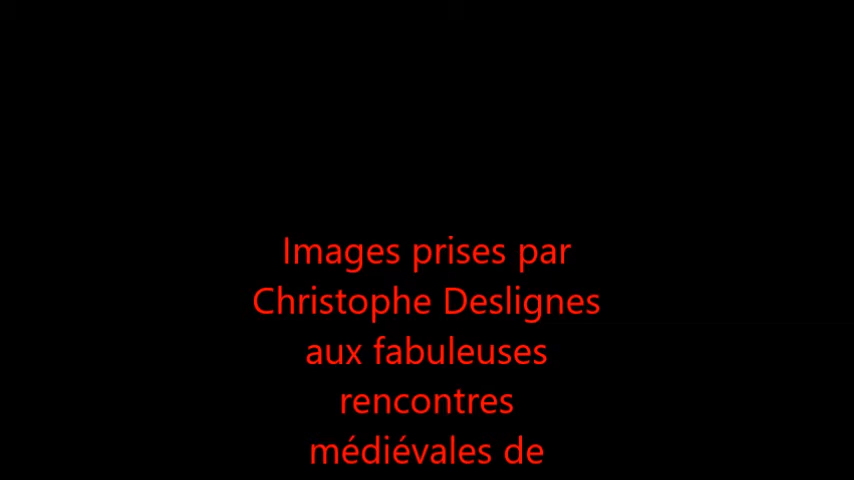 Images prises par
Christophe Deslignes
aux fabuleuses
rencontres
médiévales de